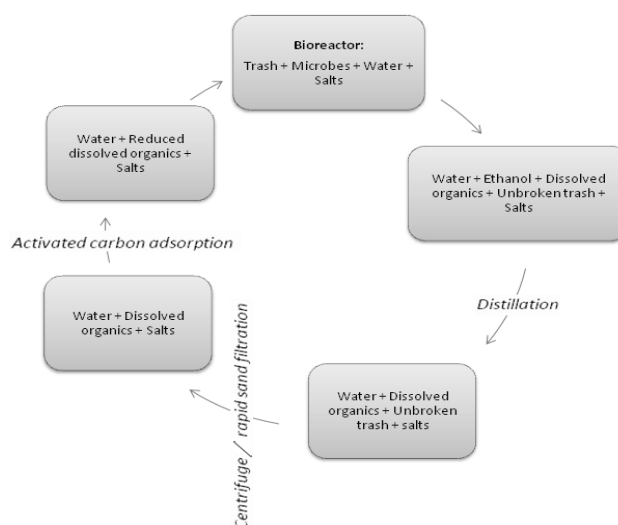 Bioreactor:
Trash + Microbes + Water +
Salts
Water + Ethanol + Dissolved
organics + Unbroken trash +
Salts
Distillation
Water + Dissolved
organics + Unbroken
trash + salts
Centrifuge / rapid sand filtration
Water + Dissolved
organics + Salts
Activated carbon adsorption
Water + Reduced
dissolved organics +
Salts